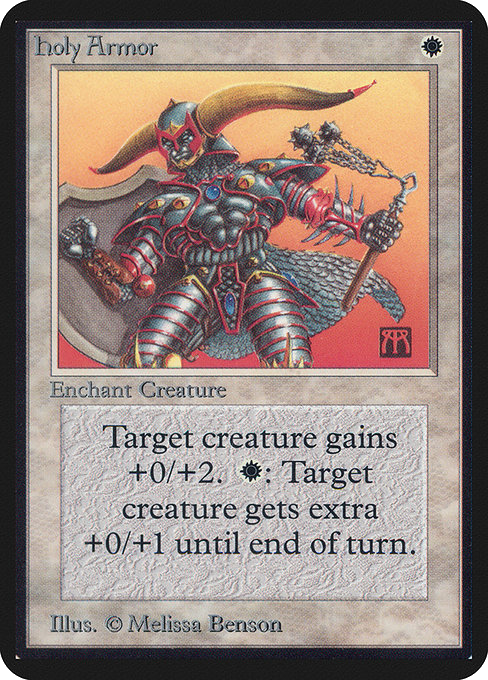 Holy Armor
Enchant Creature
Target creature gains
+0/+2. : Target
creature gets extra
+0/+1 until end of turn.
Illus. © Melissa Benson